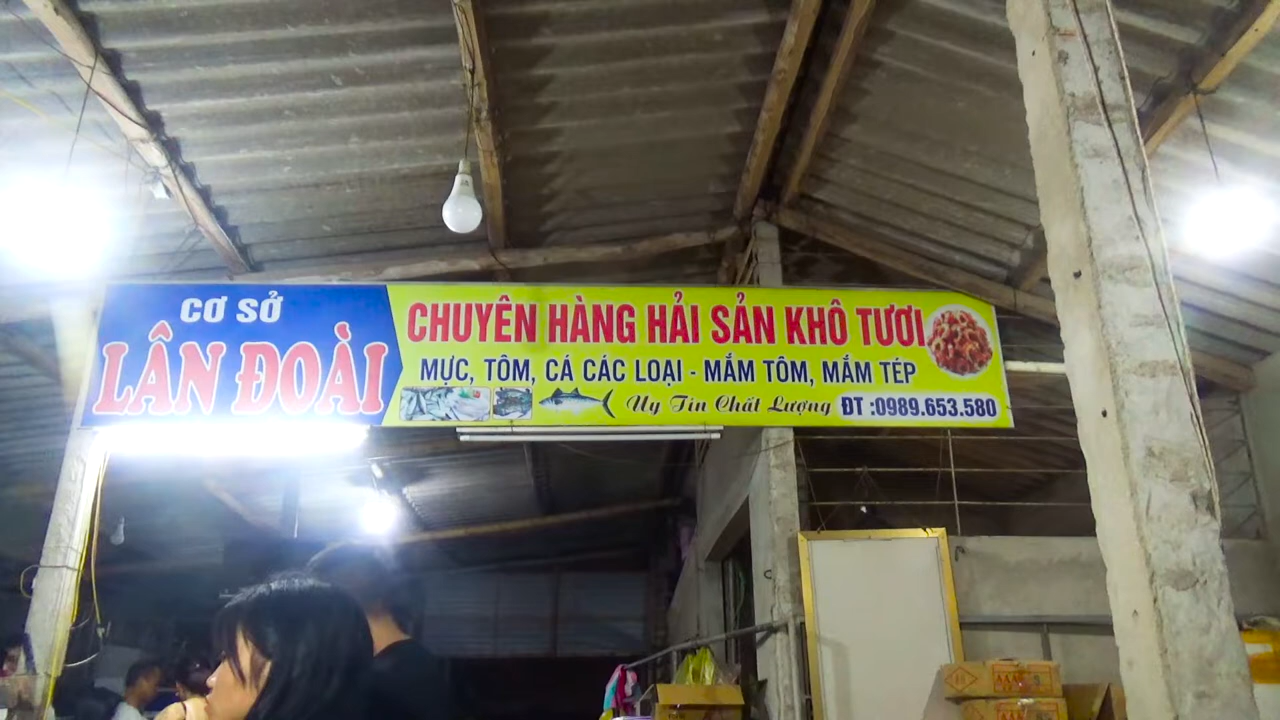 CƠ SỞ
LÂN ĐOÀI
CHUYÊN HÀNG HẢI SẢN KHÔ TƯƠI
MỰC, TÔM, CÁ CÁC LOẠI - MẮM TÔM, MẮM TÉP
Uy Tín Chất Lượng ĐT :0989.653.580